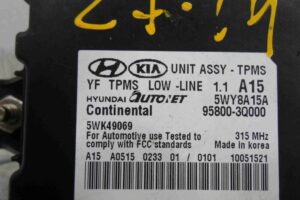 HYUNDAI KIA UNIT ASSY - TPMS
YF TPMS LOW -LINE 1.1 A15
HYUNDAI AUTONET 5WY8A15A
Continental 95800-3Q000
5WK49069
For Automotive use Tested To 315 MHz
comply with FCC standards Made in korea
A15 A0515 0233 01 / 0101 10051521